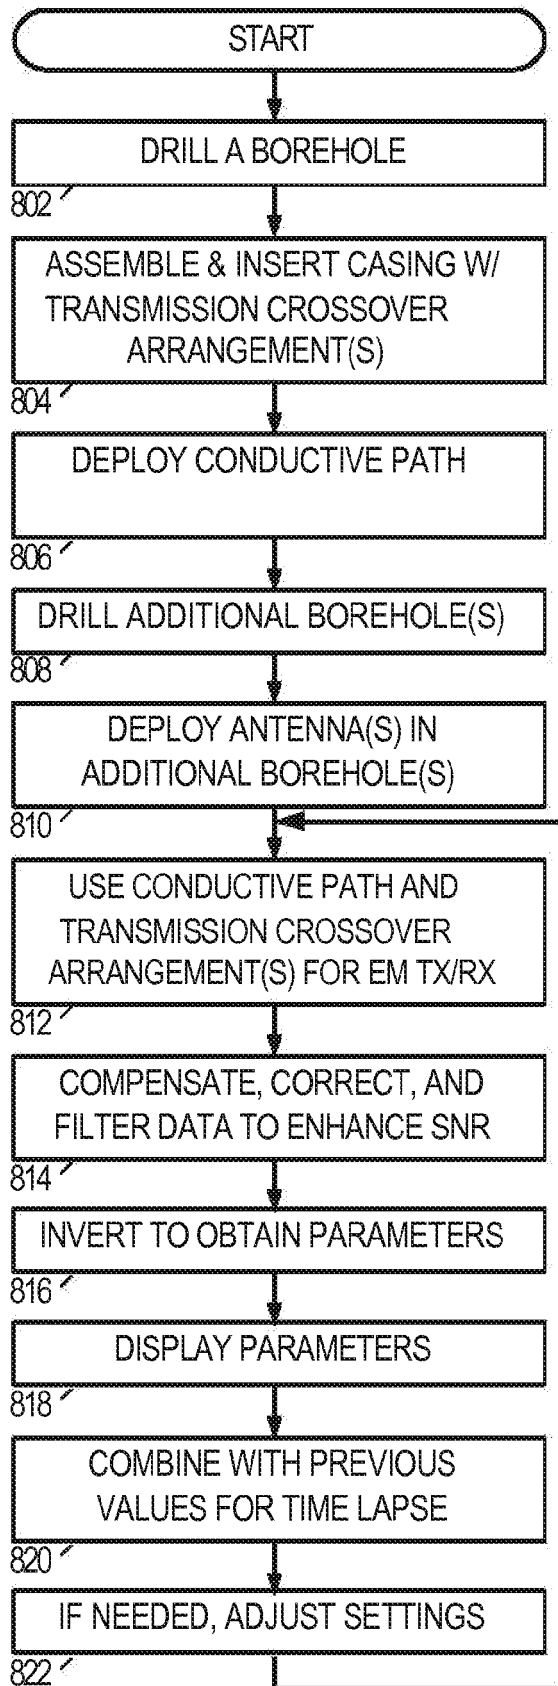 START
DRILL A BOREHOLE
802
ASSEMBLE & INSERT CASING W/
TRANSMISSION CROSSOVER
ARRANGEMENT(S)
804
DEPLOY CONDUCTIVE PATH
806
DRILL ADDITIONAL BOREHOLE(S)
808
DEPLOY ANTENNA(S) IN
ADDITIONAL BOREHOLE(S)
810
USE CONDUCTIVE PATH AND
TRANSMISSION CROSSOVER
ARRANGEMENT(S) FOR EM TX/RX
812
COMPENSATE, CORRECT, AND
FILTER DATA TO ENHANCE SNR
814
INVERT TO OBTAIN PARAMETERS
816
DISPLAY PARAMETERS
818
COMBINE WITH PREVIOUS
VALUES FOR TIME LAPSE
820
IF NEEDED, ADJUST SETTINGS
822